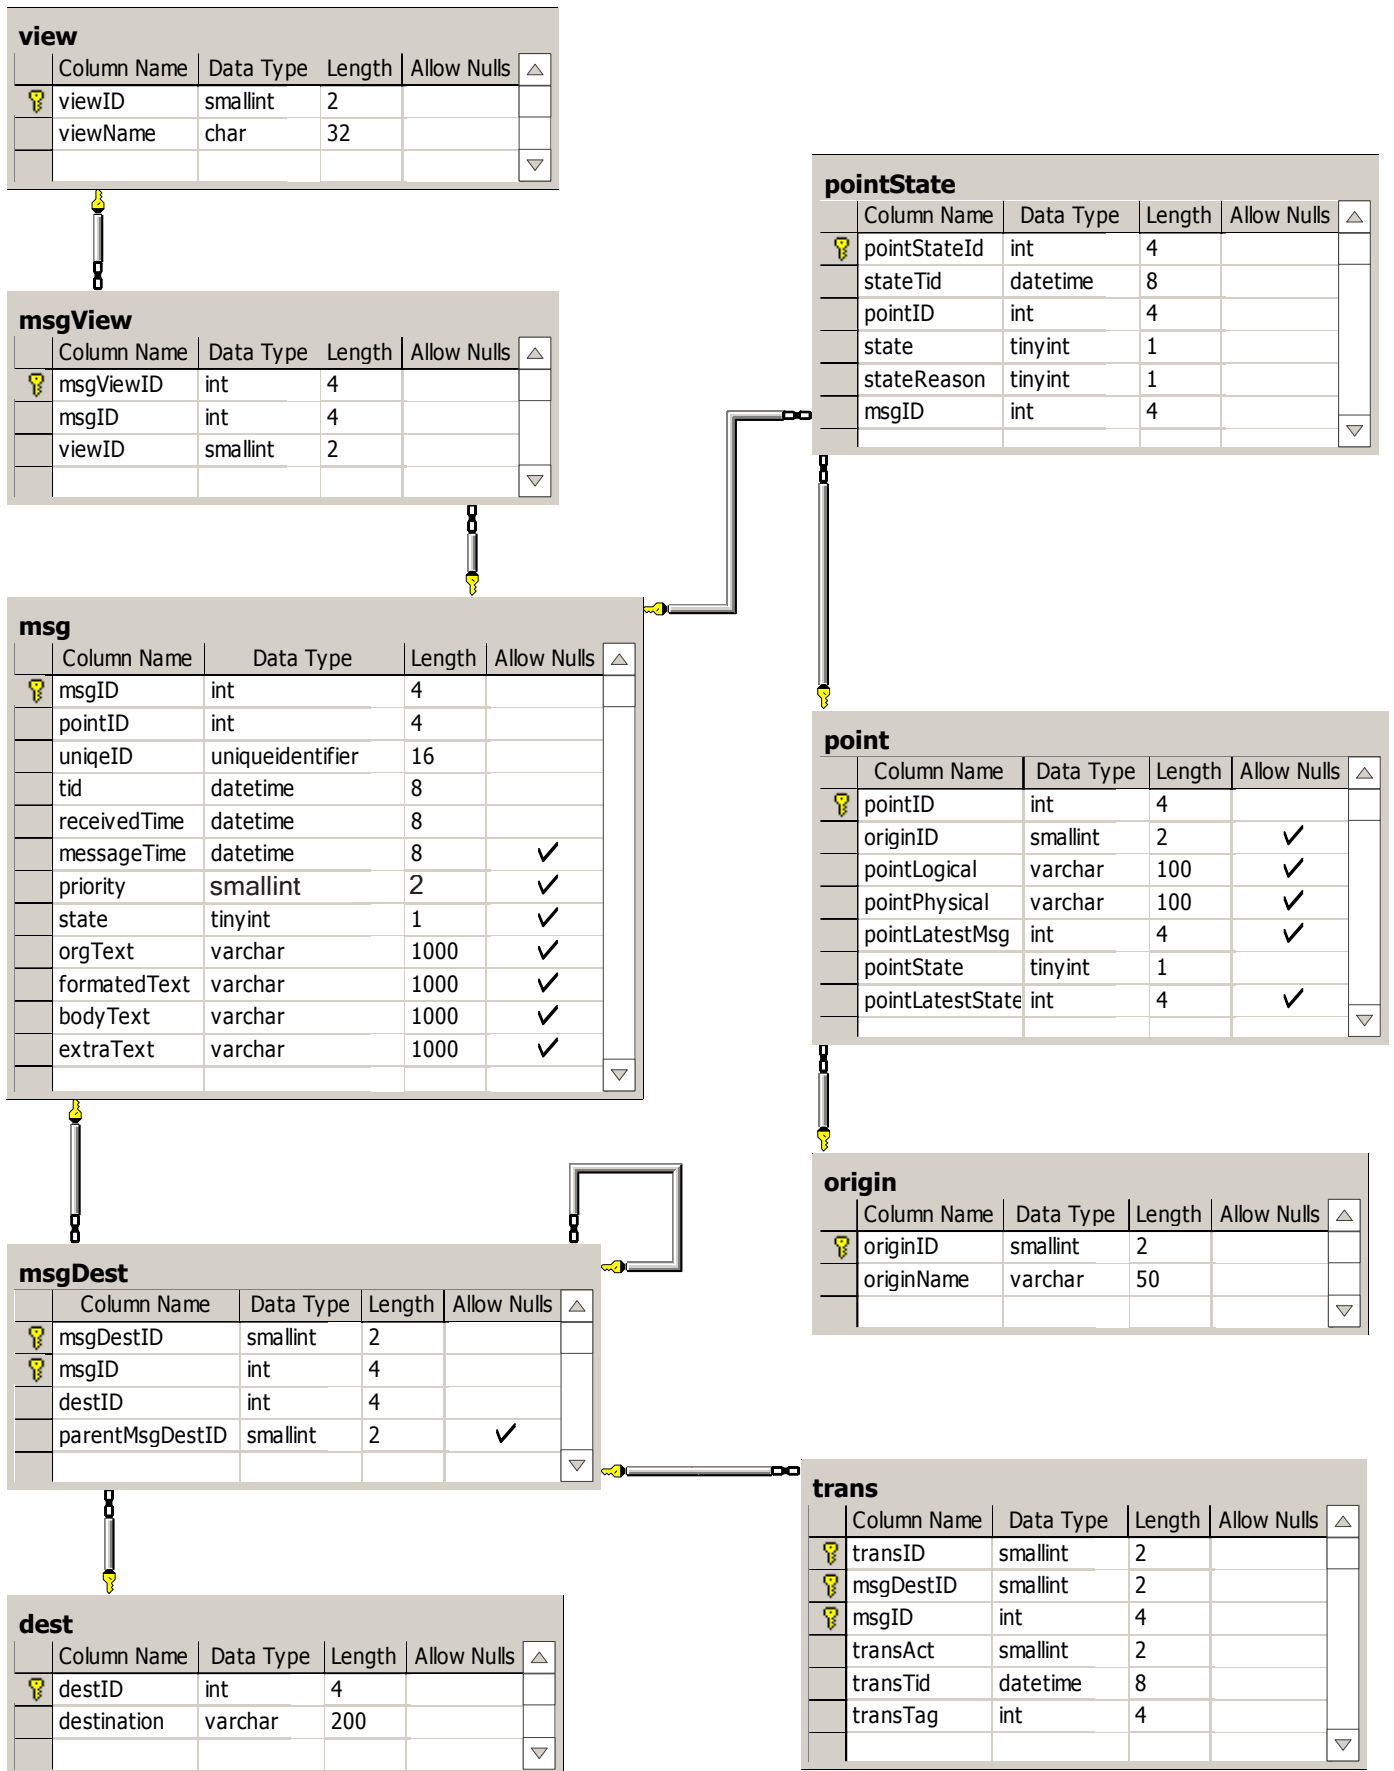 view
Column Name Data Type Length Allow Nulls
viewID smallint 2
viewName char 32
msgView
Column Name Data Type Length Allow Nulls
msgViewID int 4
msgID int 4
viewID smallint 2
msg
Column Name Data Type Length Allow Nulls
msgID int 4
pointID int 4
uniqeID uniqueidentifier 16
tid datetime 8
receivedTime datetime 8
messageTime datetime 8 ✓
priority smallint 2 ✓
state tinyint 1 ✓
orgText varchar 1000 ✓
formatedText varchar 1000 ✓
bodyText varchar 1000 ✓
extraText varchar 1000 ✓
msgDest
Column Name Data Type Length Allow Nulls
msgDestID smallint 2
msgID int 4
destID int 4
parentMsgDestID smallint 2 ✓
dest
Column Name Data Type Length Allow Nulls
destID int 4
destination varchar 200
pointState
Column Name Data Type Length Allow Nulls
pointStateId int 4
stateTid datetime 8
pointID int 4
state tinyint 1
stateReason tinyint 1
msgID int 4
point
Column Name Data Type Length Allow Nulls
pointID int 4
originID smallint 2 ✓
pointLogical varchar 100 ✓
pointPhysical varchar 100 ✓
pointLatestMsg int 4 ✓
pointState tinyint 1
pointLatestState int 4 ✓
origin
Column Name Data Type Length Allow Nulls
originID smallint 2
originName varchar 50
trans
Column Name Data Type Length Allow Nulls
transID smallint 2
msgDestID smallint 2
msgID int 4
transAct smallint 2
transTid datetime 8
transTag int 4